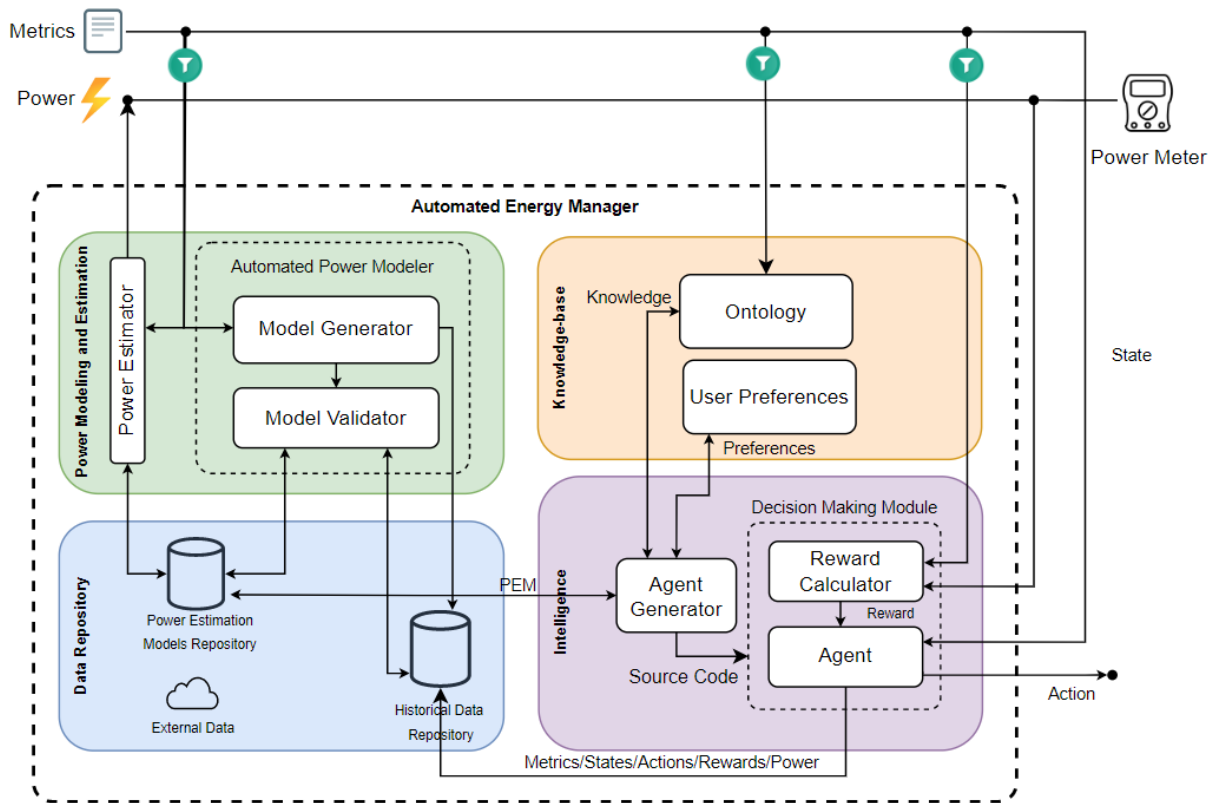 Metrics
Power
Power Meter
Automated Energy Manager
Power Modeling and Estimation
Power Estimator
Automated Power Modeler
Model Generator
Model Validator
Knowledge-base
Knowledge
Ontology
User Preferences
Preferences
State
Data Repository
Power Estimation
Models Repository
External Data
Historical Data
Repository
PEM
Intelligence
Agent
Generator
Source Code
Decision Making Module
Reward
Calculator
Reward
Agent
Action
Metrics/States/Actions/Rewards/Power